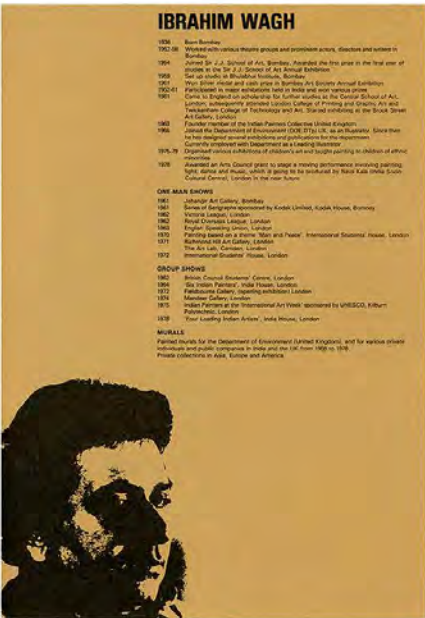 IBRAHIM WAGH
1936 Born Bombay
1952-58 Worked with various theatre groups and prominent actors, directors and writers in
Bombay
1954 Joined Sir J.J. School of Art, Bombay. Awarded the first prize in the final year of
studies at the Sir J.J. School of Art Annual Exhibition
1959 Set up studio at Bhulabhai Institute, Bombay
1961 Won silver medal and cash prize in Bombay Art Society Annual Exhibition
Participated in major exhibitions held in India and won various prizes
1961 Came to England on scholarship for further studies at the Central School of Art,
London, subsequently attended London College of Printing and Graphic Art and
Twickenham College of Technology and Art. Started exhibiting at the Brook Street
Art Gallery, London
1963 Founder member of the Indian Painters Collective United Kingdom
Joined the Department of Environment (DOE/DTp) U.K. as an Illustrator. Since then
he has designed several exhibitions and publications for the department.
Currently employed with Department as a Leading Illustrator
1975-79 Organised various exhibitions of children's art and taught painting to children of ethnic
minorities
Awarded an Arts Council grant to stage a moving performance involving painting,
light, dance and music, which is going to be produced by Naya Kala (India Socio-
Cultural Centre), London in the near future
ONE-MAN SHOWS
1961 Jehangir Art Gallery, Bombay
1961 Series of Serigraphs sponsored by Kodak Limited, Kodak House, Bombay
1962 Victoria League, London
1962 Royal Overseas League, London
English Speaking Union, London
1970 Painting based on a theme 'Man and Peace', International Students' House, London
1971 Richmond Hill Art Gallery, London
The Art Lab, Camden, London
1972 International Students' House, London
GROUP SHOWS
1962 British Council Students' Centre, London
1964 'Six Indian Painters', India House, London
1972 Fieldbourne Gallery, (opening exhibition) London
1974 Mandeer Gallery, London
1975 Indian Painters at the 'International Art Week' sponsored by UNESCO, Kilburn
Polytechnic, London
'Four Leading Indian Artists', India House, London
MURALS
Painted murals for the Department of Environment (United Kingdom), and for various private
individuals and public companies in India and the UK from 1958 to 1978.
Private collections in Asia, Europe and America